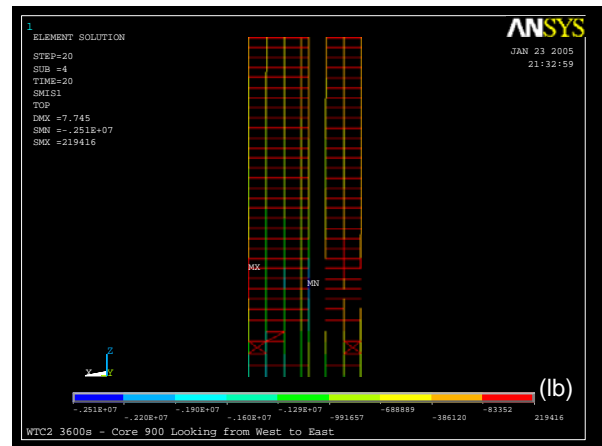 1
ANSYS
ELEMENT SOLUTION
JAN 23 2005
21:32:59
STEP=20
SUB =4
TIME=20
SMIS1
TOP
DMX =7.745
SMN =-.251E+07
SMX =219416
MX
MN
Z
X Y
(lb)
-.251E+07 -.220E+07 -.190E+07 -.160E+07 -.129E+07 -991657 -688889 -386120 -83352 219416
WTC2 3600s - Core 900 Looking from West to East